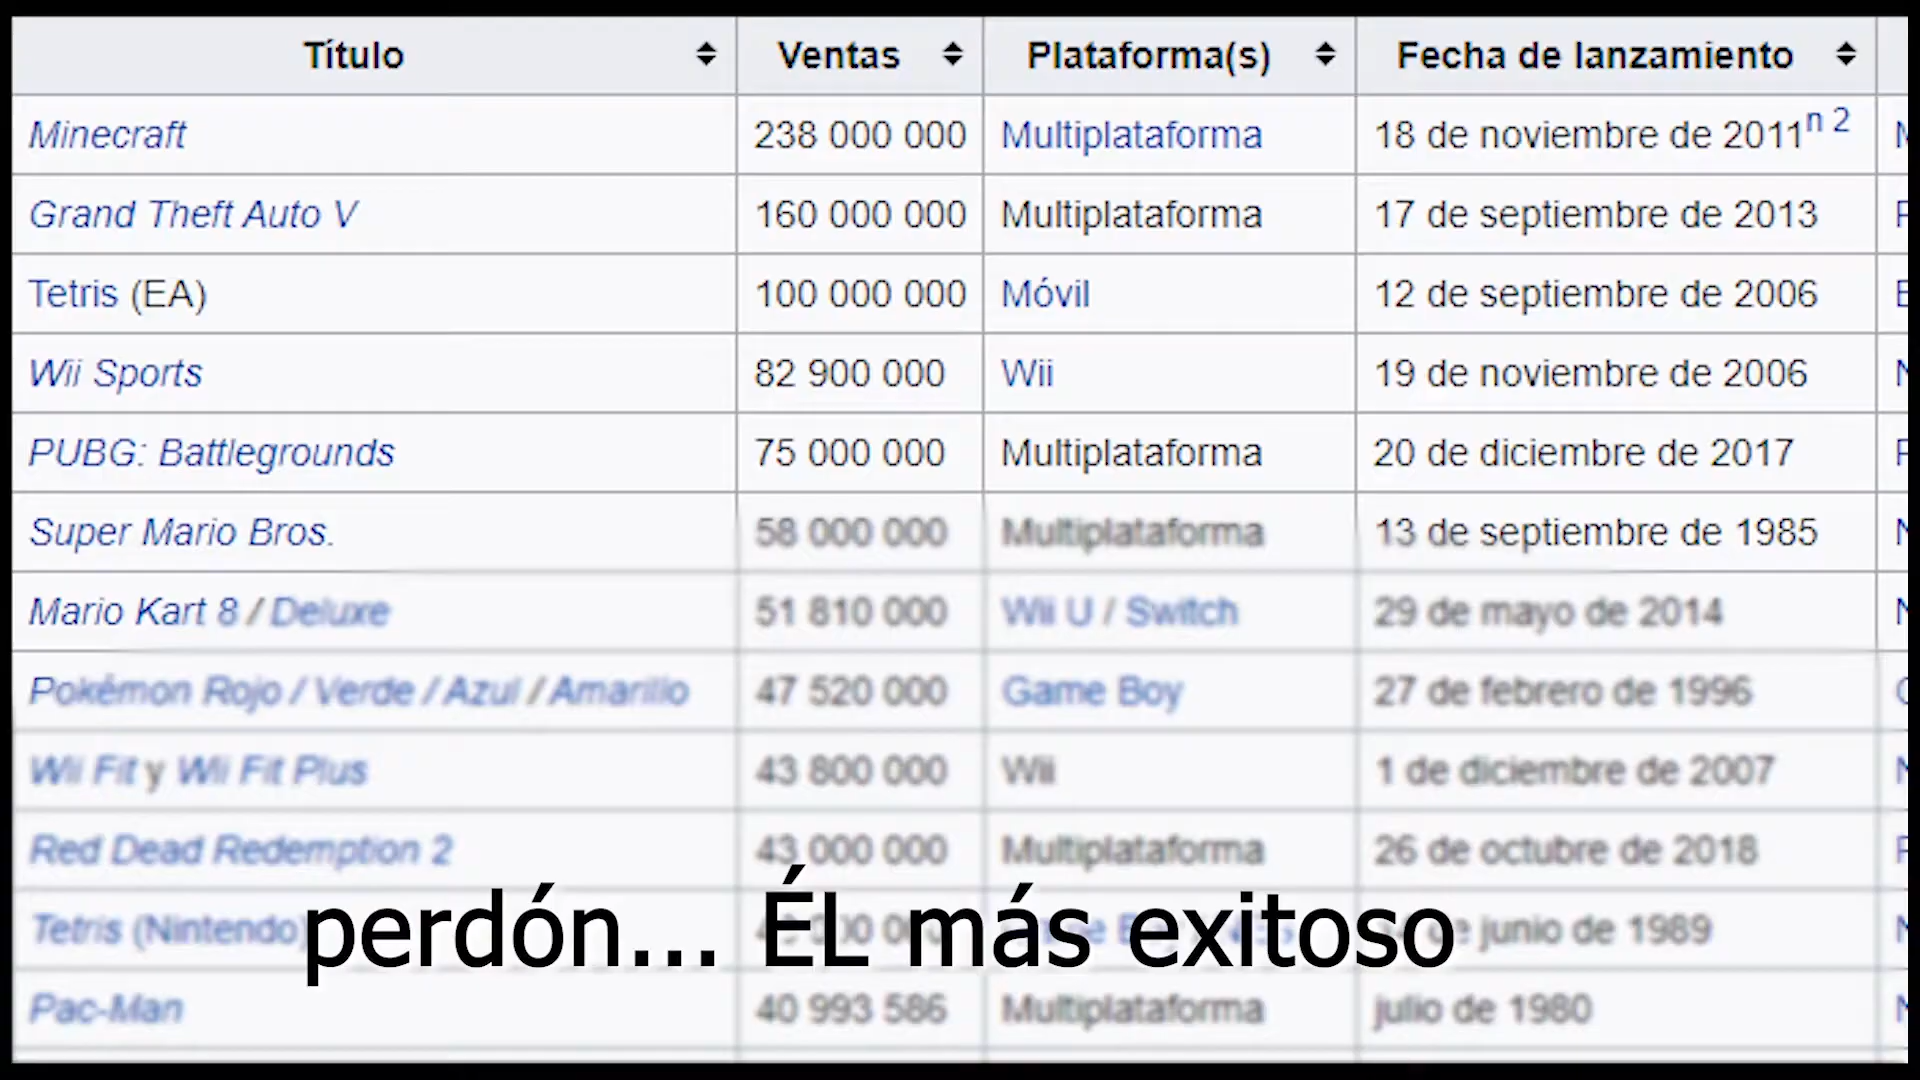 Título Ventas Plataforma(s) Fecha de lanzamiento
Minecraft 238 000 000 Multiplataforma 18 de noviembre de 2011n 2
Grand Theft Auto V 160 000 000 Multiplataforma 17 de septiembre de 2013
Tetris (EA) 100 000 000 Móvil 12 de septiembre de 2006
Wii Sports 82 900 000 Wii 19 de noviembre de 2006
PUBG: Battlegrounds 75 000 000 Multiplataforma 20 de diciembre de 2017
Super Mario Bros. 58 000 000 Multiplataforma 13 de septiembre de 1985
Mario Kart 8 / Deluxe 51 810 000 Wii U / Switch 29 de mayo de 2014
Pokémon Rojo / Verde / Azul / Amarillo 47 520 000 Game Boy 27 de febrero de 1996
Wii Fit y Wii Fit Plus 43 800 000 Wii 1 de diciembre de 2007
Red Dead Redemption 2 43 000 000 Multiplataforma 26 de octubre de 2018
Tetris (Nintendo) de junio de 1989
perdón... ÉL más exitoso
Pac-Man 40 993 586 Multiplataforma julio de 1980